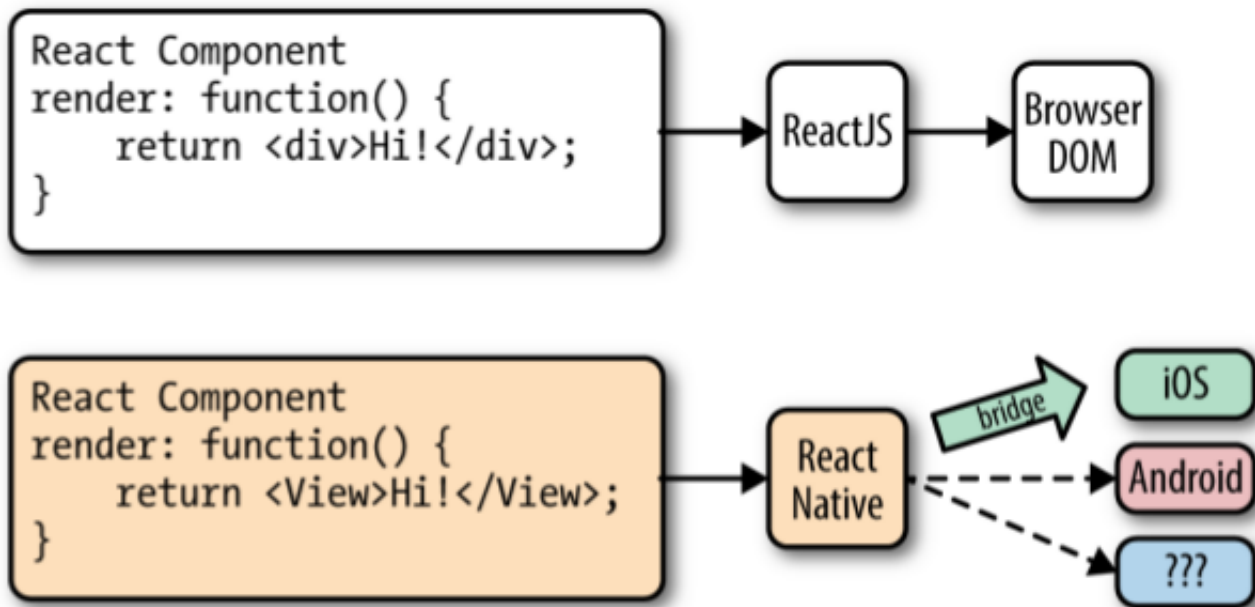 React Component
render: function() {
    return <div>Hi!</div>;
}
ReactJS
Browser
DOM
React Component
render: function() {
    return <View>Hi!</View>;
}
React
Native
bridge
iOS
Android
???